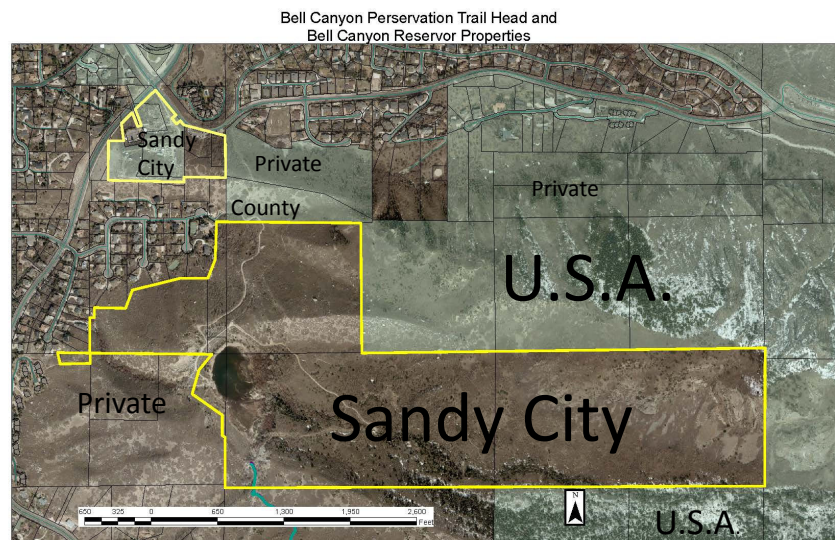 Bell Canyon Perservation Trail Head and
Bell Canyon Reservor Properties
Sandy
City
Private
Private
County
U.S.A.
Private
Sandy City
N
650 325 0 650 1,300 1,950 2,600
Feet
U.S.A.